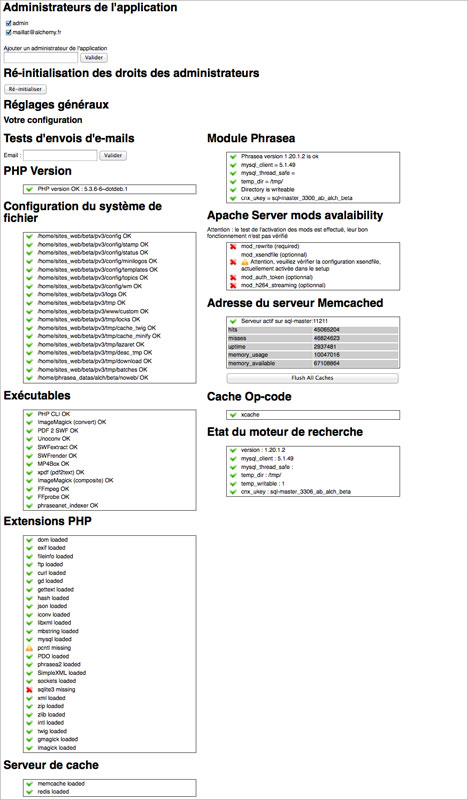 Administrateurs de l'application
admin
maillat@alchemy.fr
Ajouter un administrateur de l'application
Valider
Ré-initialisation des droits des administrateurs
Ré-initialiser
Réglages généraux
Votre configuration
Tests d'envois d'e-mails
Email :
Valider
PHP Version
PHP version OK : 5.3.6-6~dotdeb.1
Configuration du système de
fichier
/home/sites_web/beta/pv3/config OK
/home/sites_web/beta/pv3/config/stamp OK
/home/sites_web/beta/pv3/config/status OK
/home/sites_web/beta/pv3/config/minilogos OK
/home/sites_web/beta/pv3/config/templates OK
/home/sites_web/beta/pv3/config/topics OK
/home/sites_web/beta/pv3/config/wm OK
/home/sites_web/beta/pv3/logs OK
/home/sites_web/beta/pv3/tmp OK
/home/sites_web/beta/pv3/www/custom OK
/home/sites_web/beta/pv3/tmp/locks OK
/home/sites_web/beta/pv3/tmp/cache_twig OK
/home/sites_web/beta/pv3/tmp/cache_minify OK
/home/sites_web/beta/pv3/tmp/lazaret OK
/home/sites_web/beta/pv3/tmp/desc_tmp OK
/home/sites_web/beta/pv3/tmp/download OK
/home/sites_web/beta/pv3/tmp/batches OK
/home/phrasea_datas/alch/beta/noweb/ OK
Exécutables
PHP CLI OK
ImageMagick (convert) OK
PDF 2 SWF OK
Unoconv OK
SWFextract OK
SWFrender OK
MP4Box OK
xpdf (pdf2text) OK
ImageMagick (composite) OK
FFmpeg OK
FFprobe OK
phraseanet_indexer OK
Extensions PHP
dom loaded
exif loaded
fileinfo loaded
ftp loaded
curl loaded
gd loaded
gettext loaded
hash loaded
json loaded
iconv loaded
libxml loaded
mbstring loaded
mysql loaded
pcntl missing
PDO loaded
phrasea2 loaded
SimpleXML loaded
sockets loaded
sqlite3 missing
xml loaded
zip loaded
zlib loaded
intl loaded
twig loaded
gmagick loaded
imagick loaded
Serveur de cache
memcache loaded
redis loaded
Module Phrasea
Phrasea version 1.20.1.2 is ok
mysql_client = 5.1.49
mysql_thread_safe =
temp_dir = /tmp/
Directory is writeable
cnx_ukey = sql-master_3300_ab_alch_beta
Apache Server mods avalaibility
Attention : le test de l'activation des mods est effectué, leur bon
fonctionnement n'est pas vérifié
mod_rewrite (required)
mod_xsendfile (optional)
Attention, veuillez vérifier la configuration xsendfile,
actuellement activée dans le setup
mod_auth_token (optional)
mod_h264_streaming (optional)
Adresse du serveur Memcached
Serveur actif sur sql-master:11211
hits 45065204
misses 46824623
uptime 2937481
memory_usage 10047016
memory_available 67108864
Flush All Caches
Cache Op-code
xcache
Etat du moteur de recherche
version : 1.20.1.2
mysql_client : 5.1.49
mysql_thread_safe :
temp_dir : /tmp/
temp_writable : 1
cnx_ukey : sql-master_3306_ab_alch_beta